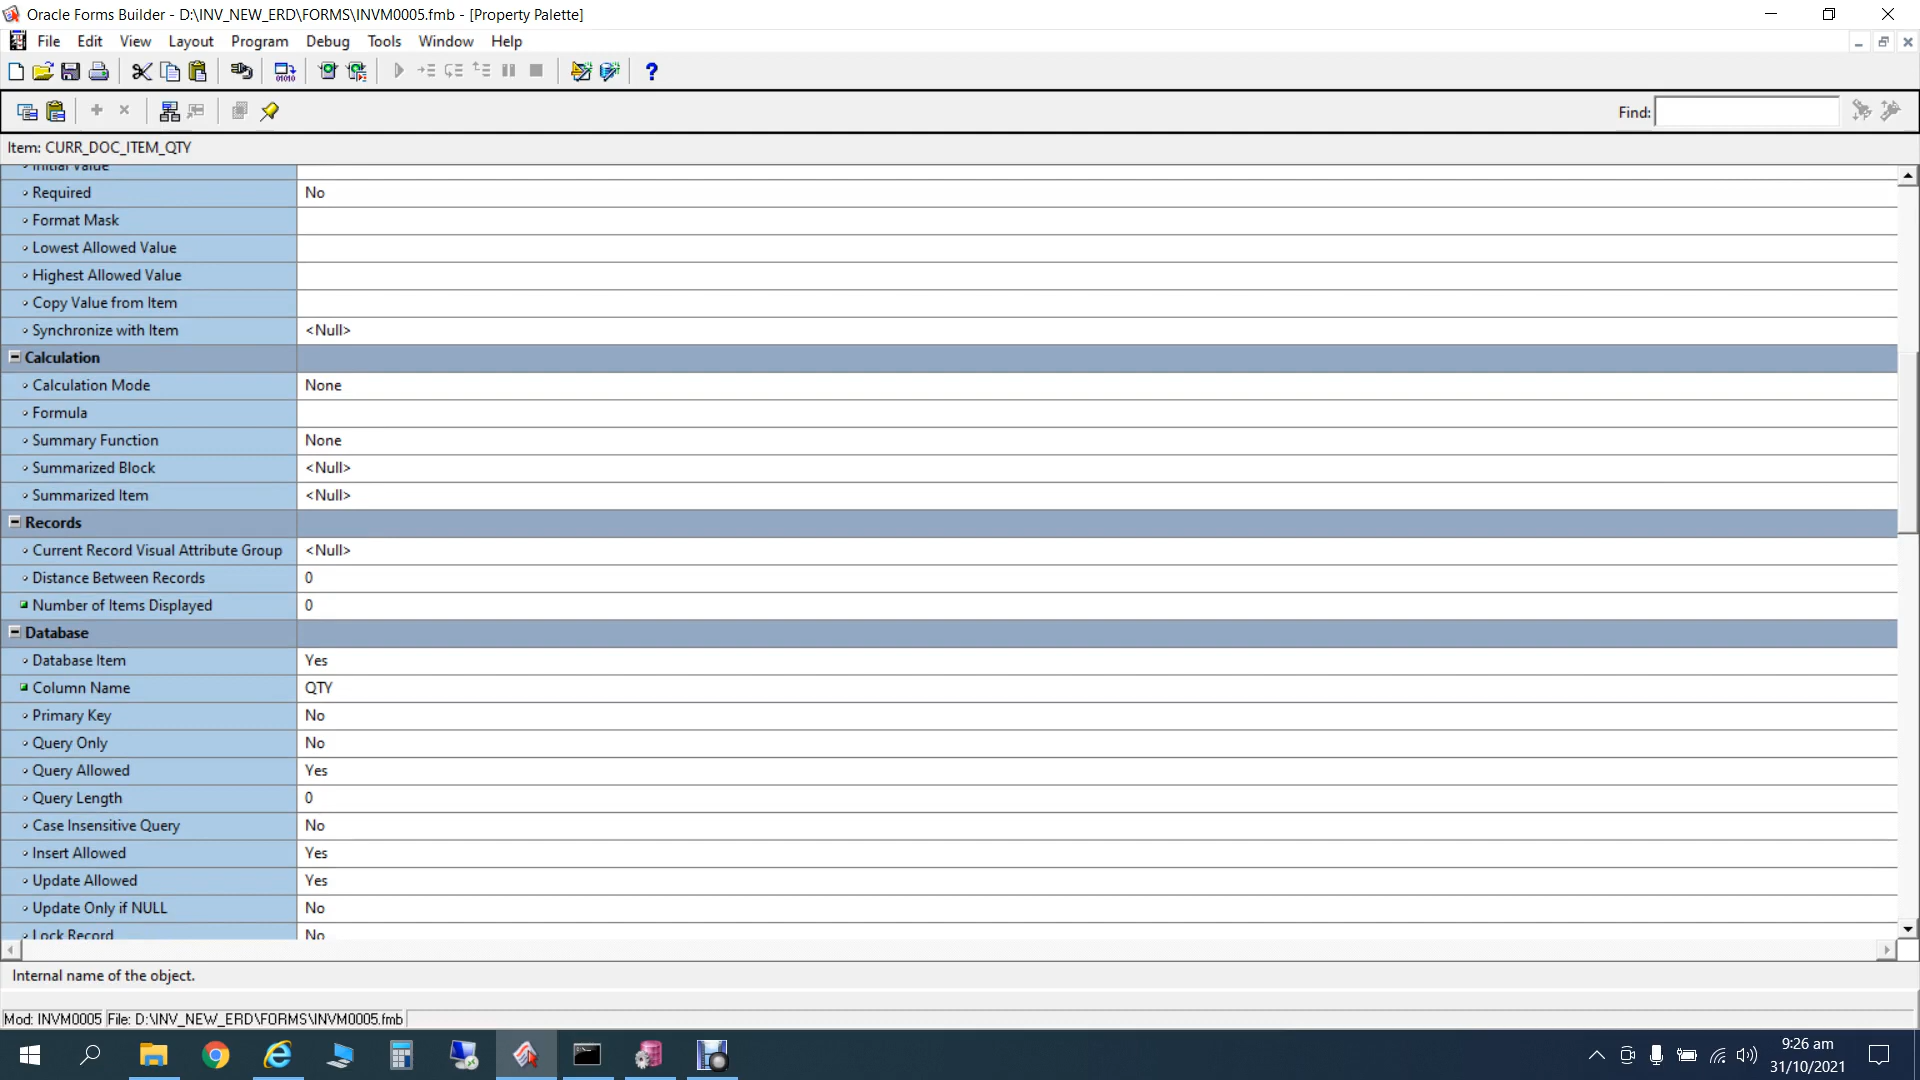 Oracle Forms Builder - D:\INV_NEW_ERD\FORMS\INVM0005.fmb - [Property Palette]
File Edit View Layout Program Debug Tools Window Help
Find:
Item: CURR_DOC_ITEM_QTY
Initial Value
Required No
Format Mask
Lowest Allowed Value
Highest Allowed Value
Copy Value from Item
Synchronize with Item <Null>
Calculation
Calculation Mode None
Formula
Summary Function None
Summarized Block <Null>
Summarized Item <Null>
Records
Current Record Visual Attribute Group <Null>
Distance Between Records 0
Number of Items Displayed 0
Database
Database Item Yes
Column Name QTY
Primary Key No
Query Only No
Query Allowed Yes
Query Length 0
Case Insensitive Query No
Insert Allowed Yes
Update Allowed Yes
Update Only if NULL No
Lock Record No
Internal name of the object.
Mod: INVM0005 File: D:\INV_NEW_ERD\FORMS\INVM0005.fmb
9:26 am
31/10/2021